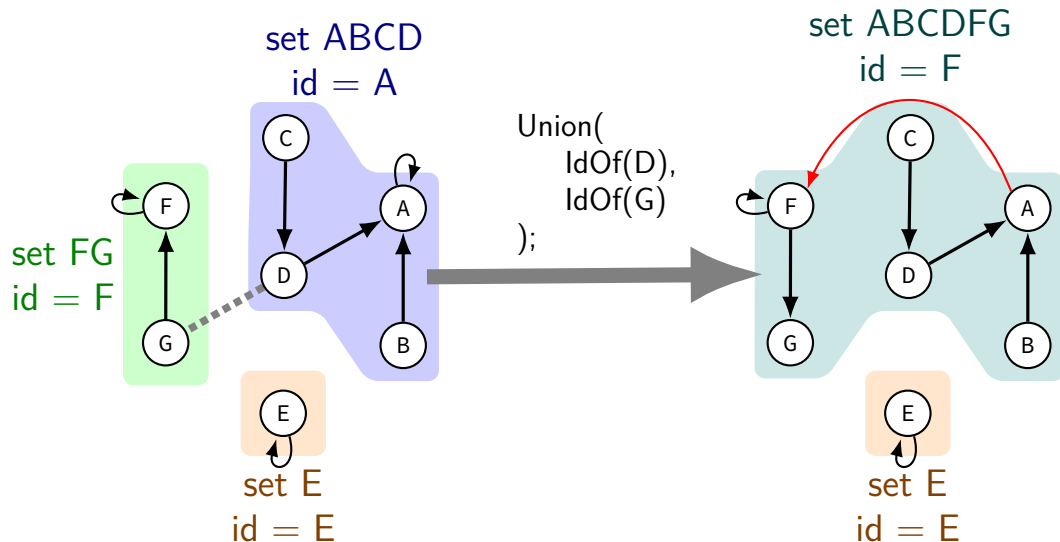 set ABCD
id = A
C
A
F
D
G
B
set FG
id = F
E
set E
id = E
Union(
IdOf(D),
IdOf(G)
);
set ABCDFG
id = F
C
F
A
D
G
B
E
set E
id = E